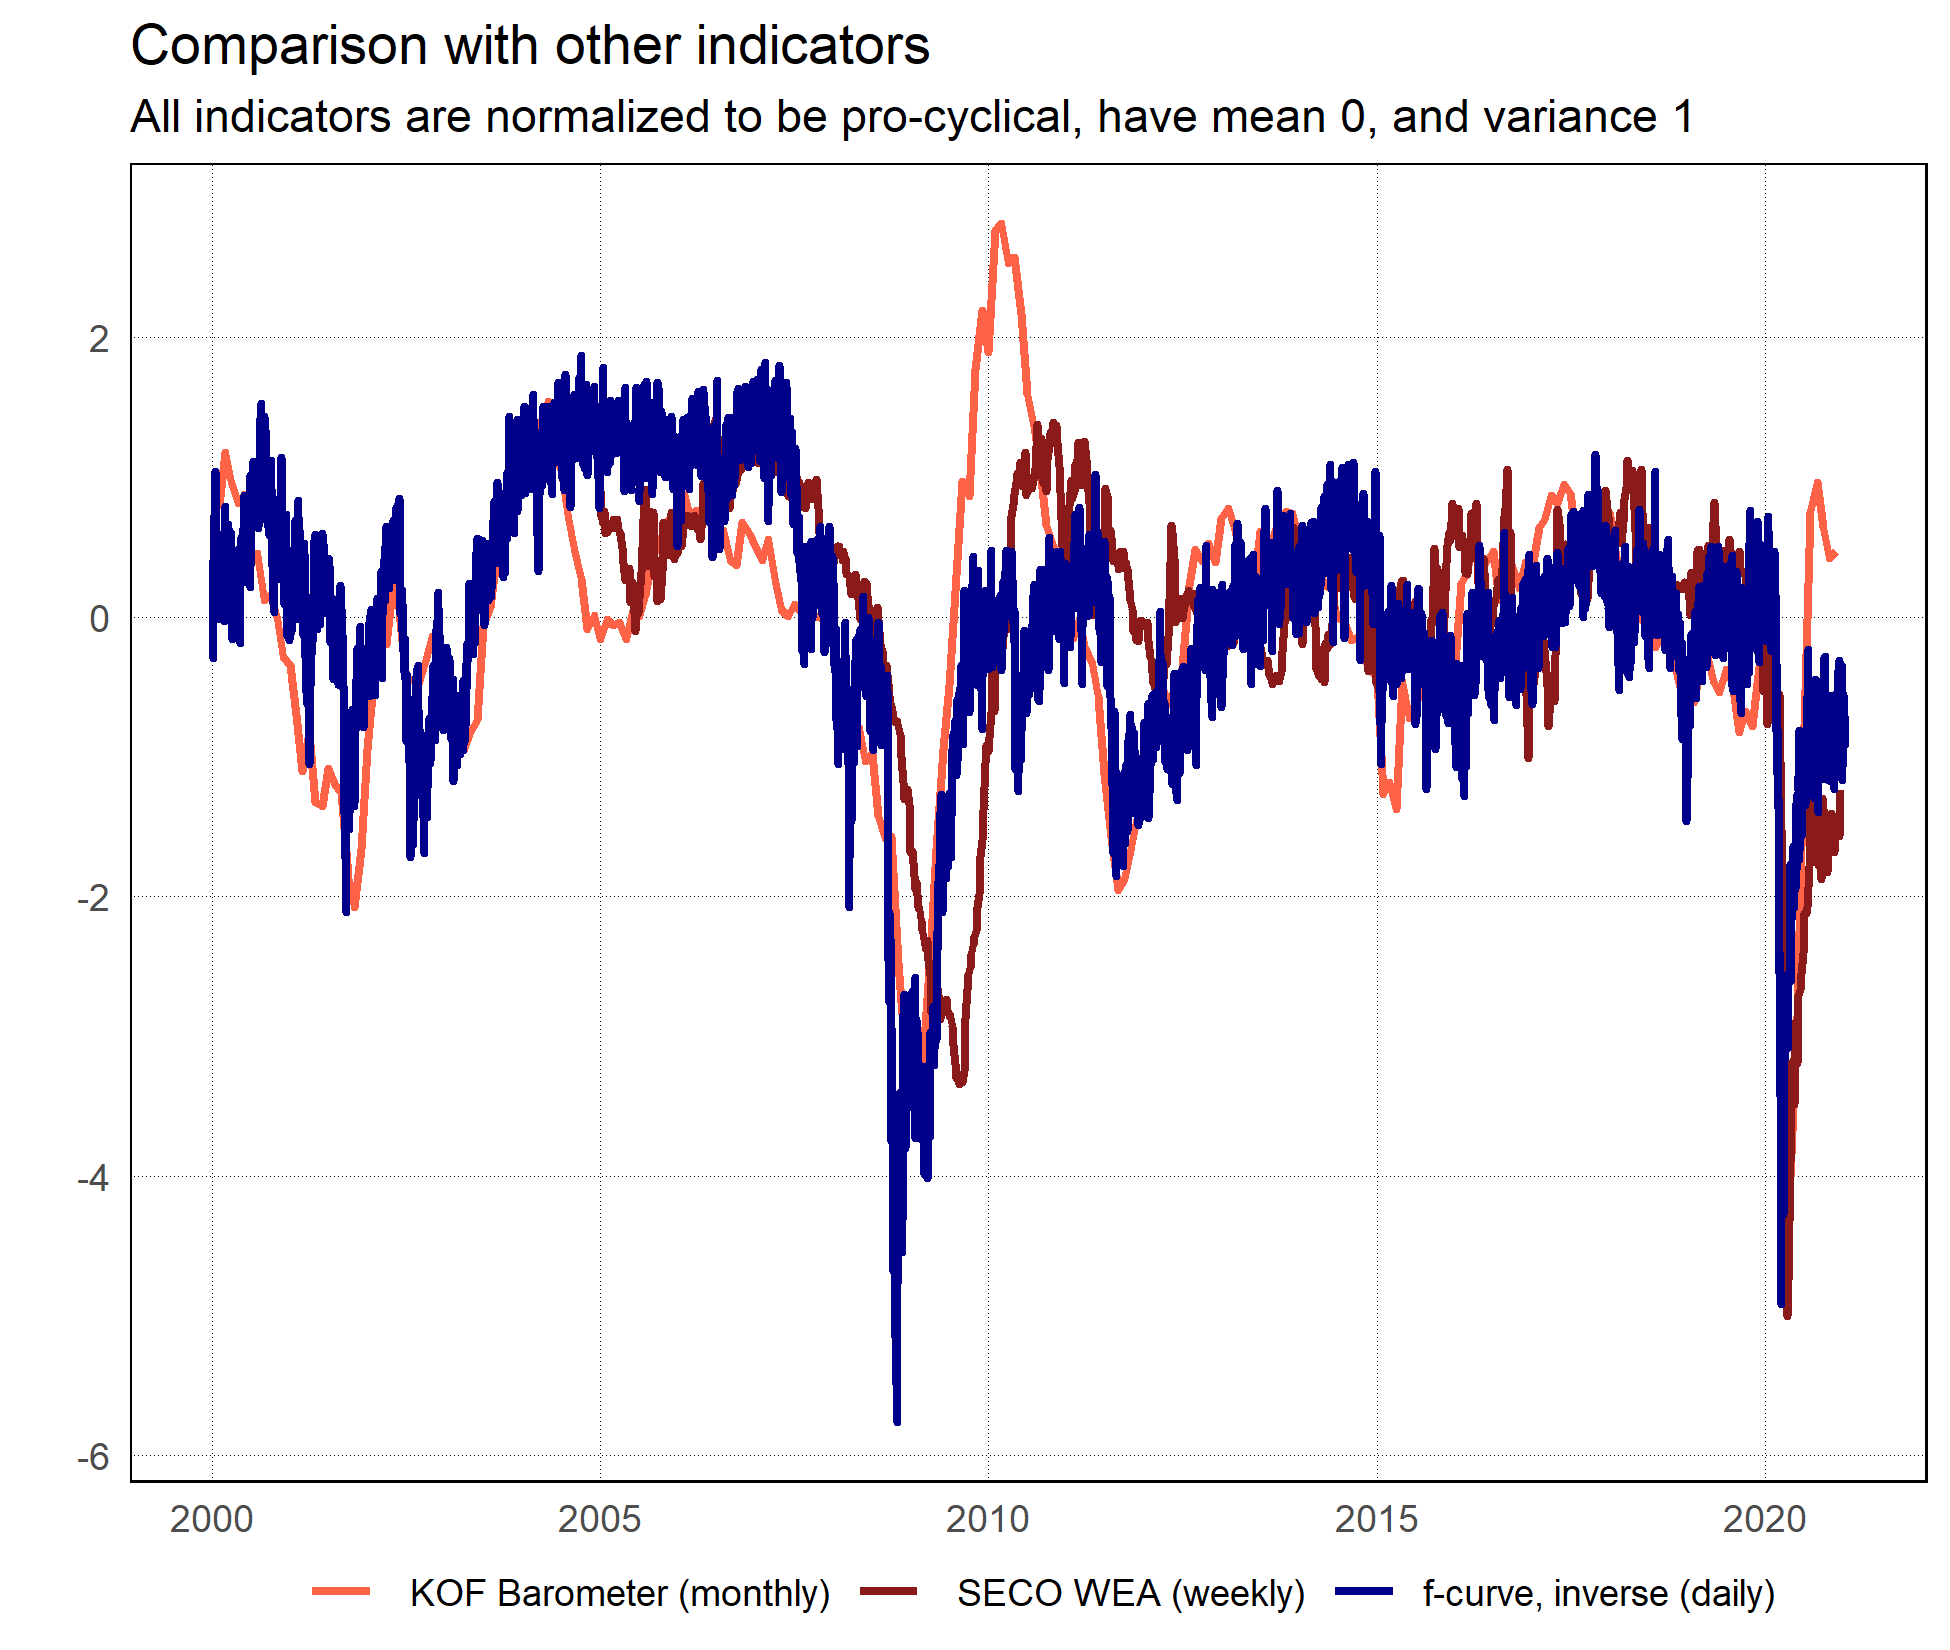 Comparison with other indicators
All indicators are normalized to be pro-cyclical, have mean 0, and variance 1
2
0
-2
-4
-6
2000 2005 2010 2015 2020
KOF Barometer (monthly) SECO WEA (weekly) f-curve, inverse (daily)